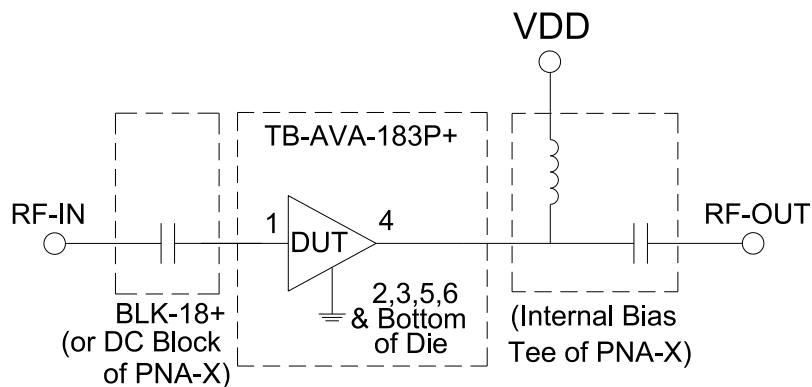 VDD
TB-AVA-183P+
RF-IN
1
DUT
4
RF-OUT
2,3,5,6
& Bottom
of Die
BLK-18+
(or DC Block
of PNA-X)
(Internal Bias
Tee of PNA-X)